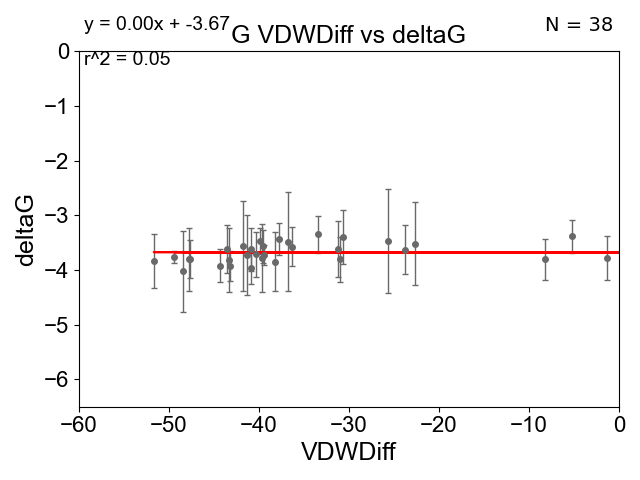 y = 0.00x + -3.67
G VDWDiff vs deltaG
N = 38
r^2 = 0.05
0
−1
−2
−3
−4
−5
−6
deltaG
−60
−50
−40
−30
−20
−10
0
VDWDiff